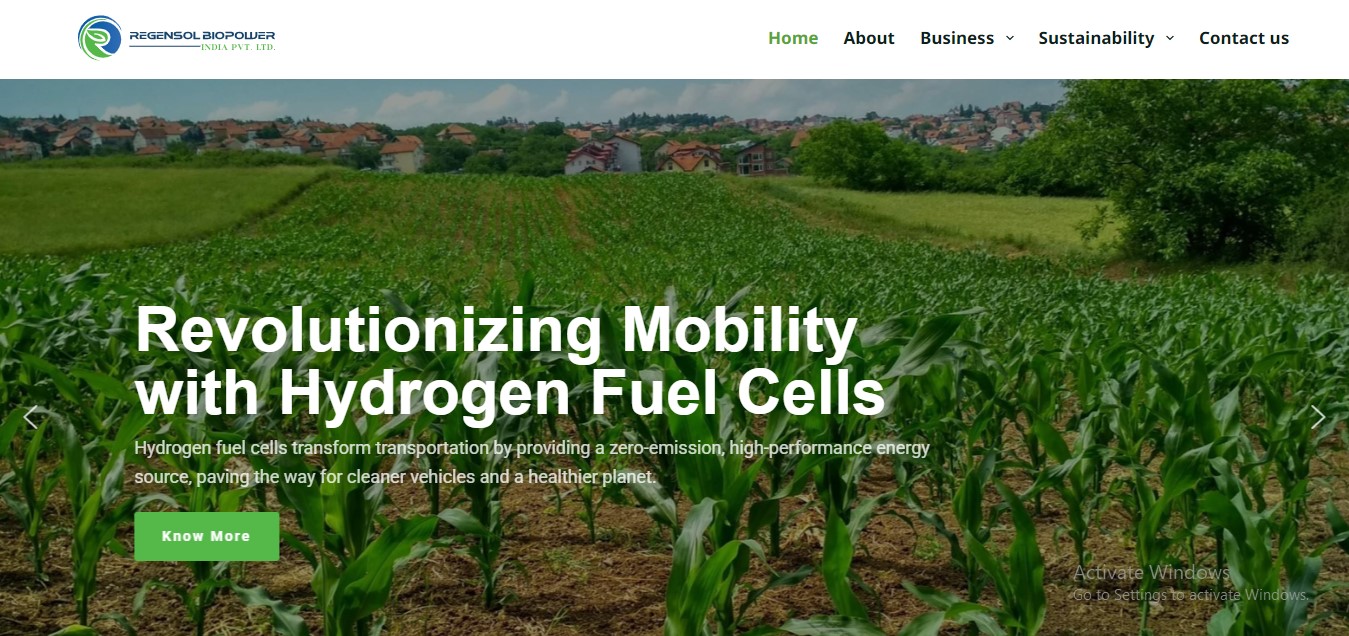 REGENSOL BIOPOWER
INDIA PVT. LTD.
Home About Business Sustainability Contact us
Revolutionizing Mobility
with Hydrogen Fuel Cells
Hydrogen fuel cells transform transportation by providing a zero-emission, high-performance energy
source, paving the way for cleaner vehicles and a healthier planet.
Know More
Activate Windows
Go to Settings to activate Windows.